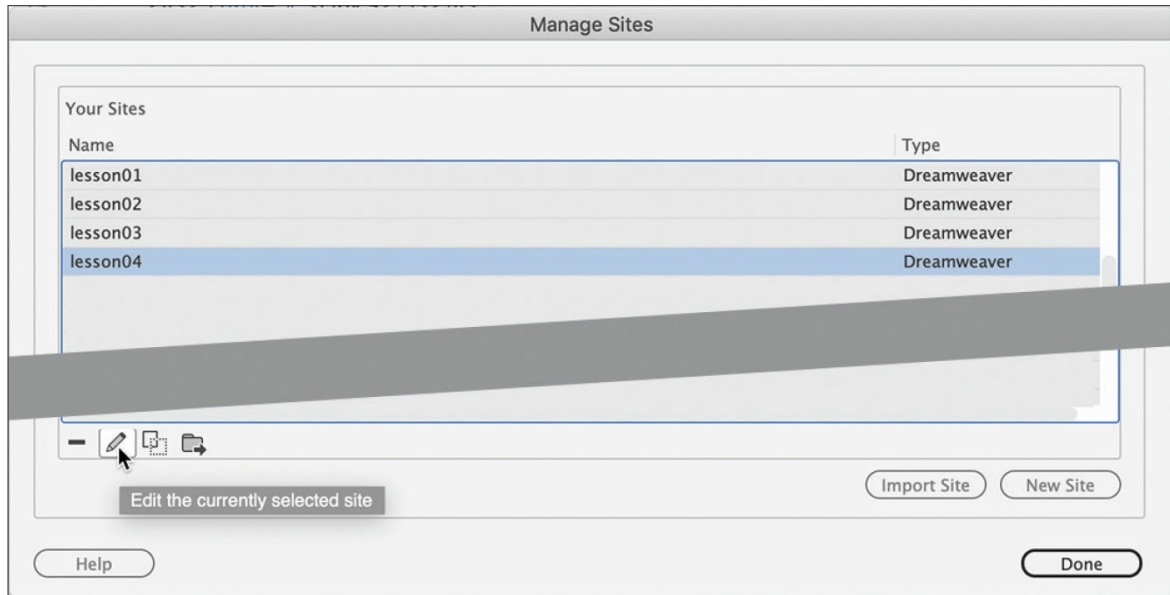 Manage Sites
Your Sites
Name Type
lesson01 Dreamweaver
lesson02 Dreamweaver
lesson03 Dreamweaver
lesson04 Dreamweaver
Edit the currently selected site
Import Site New Site
Help Done